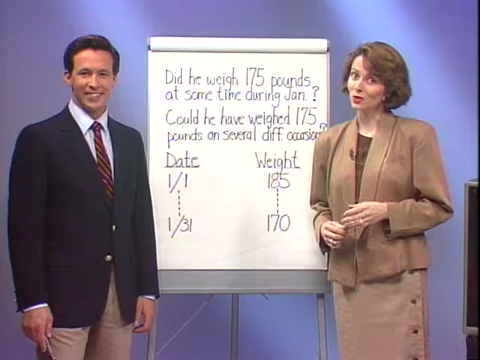 Did he weigh 175 pounds
at some time during Jan.?
Could he have weighed 175
pounds on several diff. occasions?
Date Weight
1/1 185
1/31 170